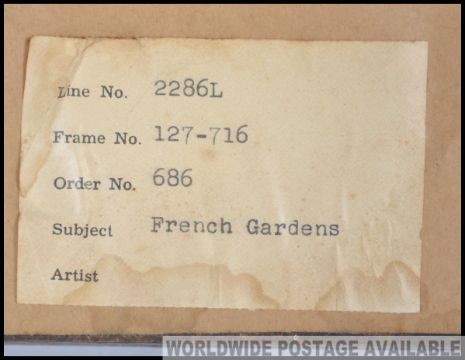 Line No. 2286L
Frame No. 127-716
Order No. 686
Subject French Gardens
Artist
WORLDWIDE POSTAGE AVAILABLE